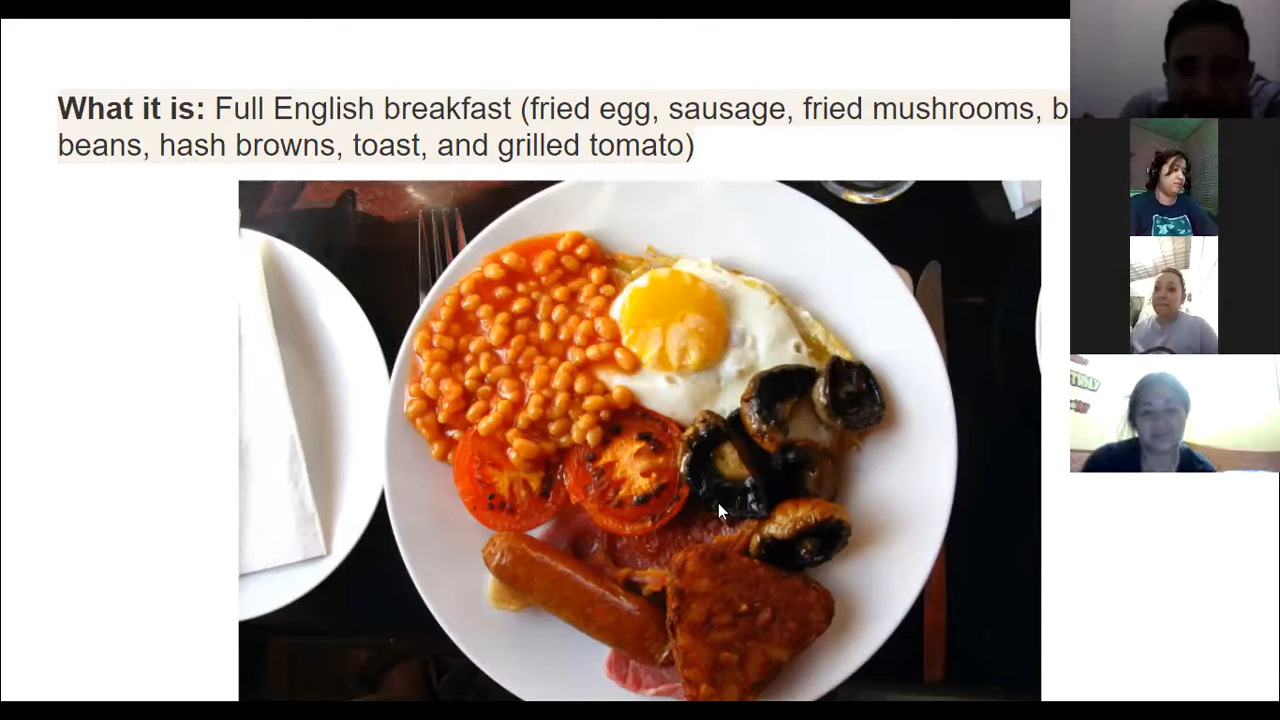 What it is: Full English breakfast (fried egg, sausage, fried mushrooms, b
beans, hash browns, toast, and grilled tomato)